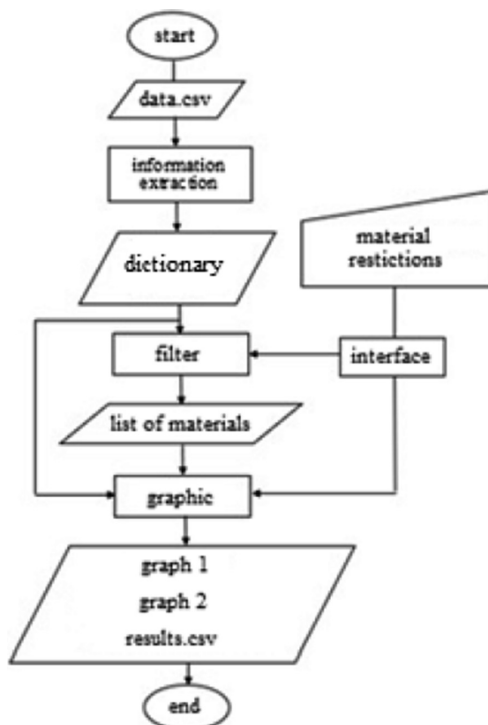 start
data.csv
information
extraction
dictionary
material
restictions
filter
interface
list of materials
graphic
graph 1
graph 2
results.csv
end